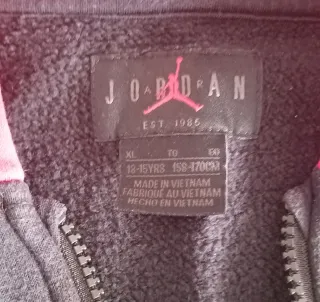 JORDAN
AIR
EST. 1985
XL TG GG
13-15YRS 158-170CM
MADE IN VIETNAM
FABRIQUÉ AU VIETNAM
HECHO EN VIETNAM